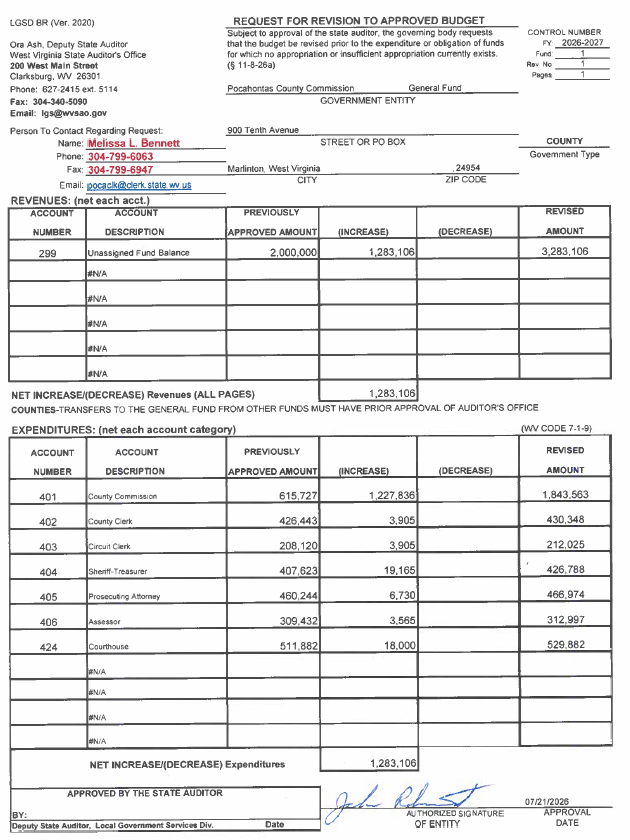 LGSD BR (Ver. 2020)
REQUEST FOR REVISION TO APPROVED BUDGET
Ora Ash, Deputy State Auditor
West Virginia State Auditor's Office
200 West Main Street
Clarksburg, WV 26301
Phone: 627-2415 ext. 5114
Fax: 304-340-5090
Email: lgs@wvsao.gov
Subject to approval of the state auditor, the governing body requests
that the budget be revised prior to the expenditure or obligation of funds
for which no appropriation or insufficient appropriation currently exists.
(§ 11-8-26a)
CONTROL NUMBER
FY: 2026-2027
Fund: 1
Rev. No. 1
Pages 1
Pocahontas County Commission General Fund
GOVERNMENT ENTITY
Person To Contact Regarding Request:
Name: Melissa L. Bennett
Phone: 304-799-6063
Fax: 304-799-6947
Email: pocaclk@clerk.state.wv.us
900 Tenth Avenue
STREET OR PO BOX
COUNTY
Government Type
Marlinton, West Virginia 24954
CITY ZIP CODE
REVENUES: (net each acct.)
ACCOUNT ACCOUNT PREVIOUSLY REVISED
NUMBER DESCRIPTION APPROVED AMOUNT (INCREASE) (DECREASE) AMOUNT
299 Unassigned Fund Balance 2,000,000 1,283,106 3,283,106
#N/A
#N/A
#N/A
#N/A
#N/A
NET INCREASE/(DECREASE) Revenues (ALL PAGES) 1,283,106
COUNTIES-TRANSFERS TO THE GENERAL FUND FROM OTHER FUNDS MUST HAVE PRIOR APPROVAL OF AUDITOR'S OFFICE
EXPENDITURES: (net each account category) (WV CODE 7-1-9)
ACCOUNT ACCOUNT PREVIOUSLY REVISED
NUMBER DESCRIPTION APPROVED AMOUNT (INCREASE) (DECREASE) AMOUNT
401 County Commission 615,727 1,227,836 1,843,563
402 County Clerk 426,443 3,905 430,348
403 Circuit Clerk 208,120 3,905 212,025
404 Sheriff-Treasurer 407,623 19,165 426,788
405 Prosecuting Attorney 460,244 6,730 466,974
406 Assessor 309,432 3,565 312,997
424 Courthouse 511,882 18,000 529,882
#N/A
#N/A
#N/A
#N/A
NET INCREASE/(DECREASE) Expenditures 1,283,106
APPROVED BY THE STATE AUDITOR
BY:
Deputy State Auditor, Local Government Services Div. Date
AUTHORIZED SIGNATURE
OF ENTITY
07/21/2026
APPROVAL
DATE